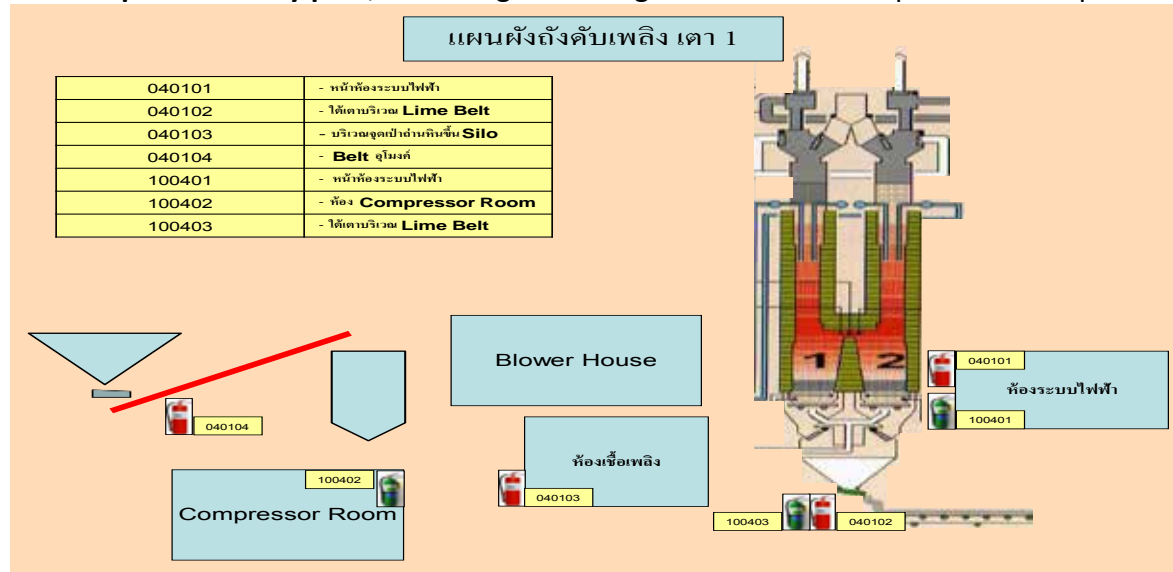 แผนผังถังดับเพลิง เตา 1
040101 - หน้าห้องระบบไฟฟ้า
040102 - ใต้เตาบริเวณ Lime Belt
040103 - บริเวณจุดเป่าถ่านหินขึ้น Silo
040104 - Belt อุโมงค์
100401 - หน้าห้องระบบไฟฟ้า
100402 - ห้อง Compressor Room
100403 - ใต้เตาบริเวณ Lime Belt
Blower House
1 2
040101
ห้องระบบไฟฟ้า
100401
040104
ห้องเชื้อเพลิง
100402
040103
Compressor Room
100403 040102